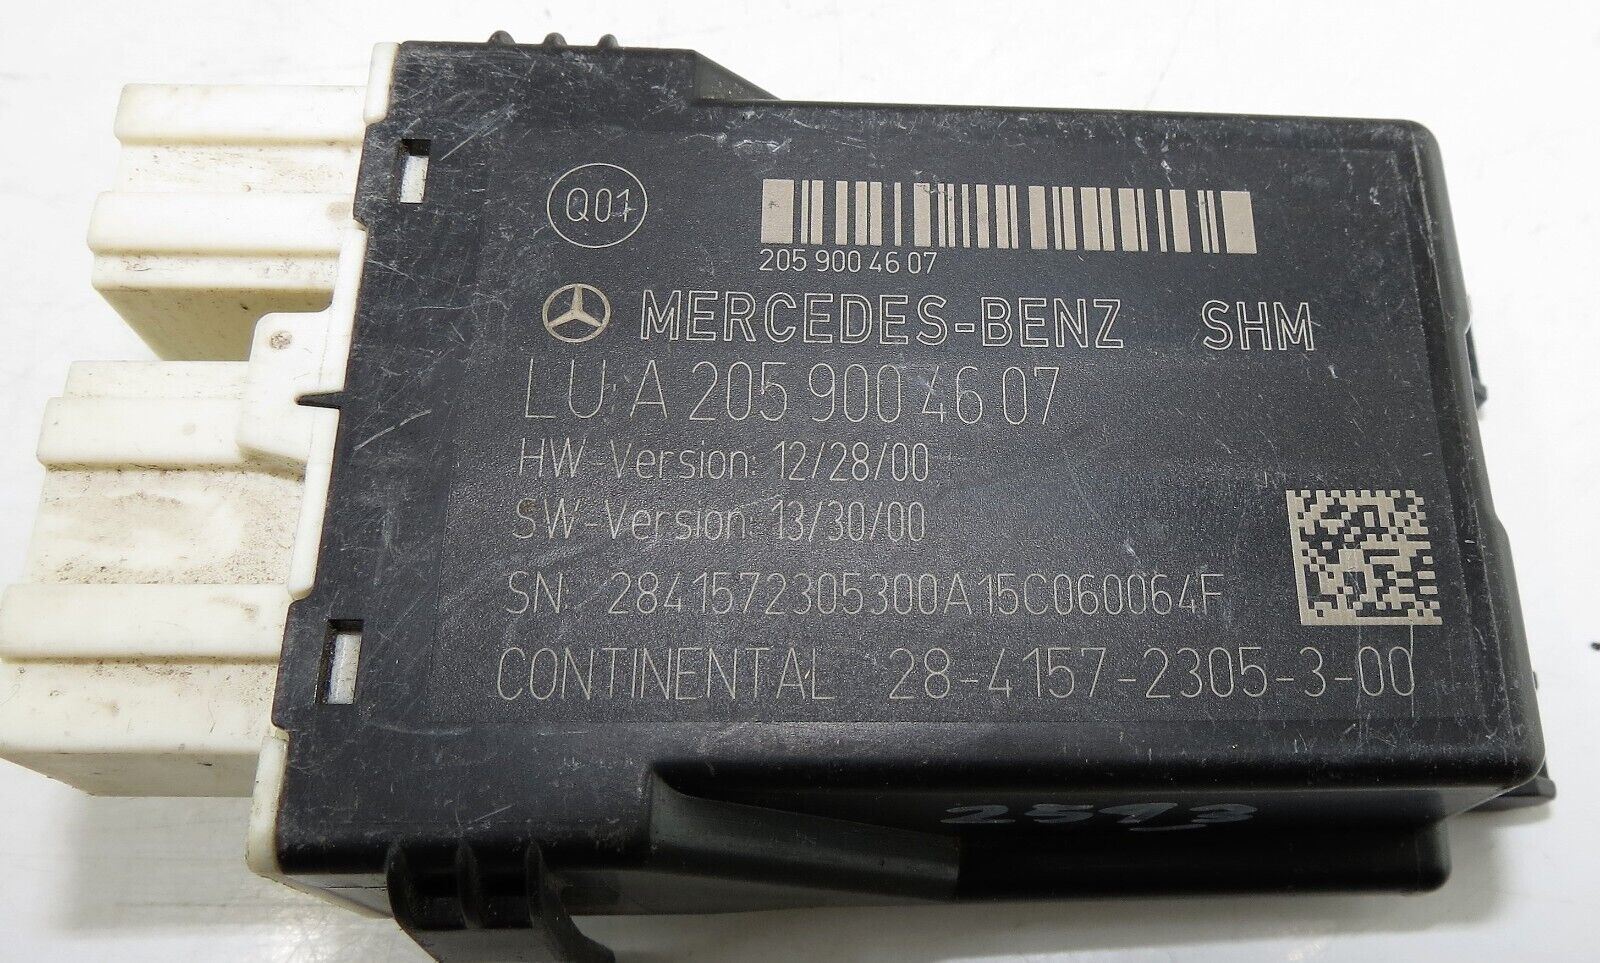 Q01
205 900 46 07
MERCEDES-BENZ SHM
LU: A 205 900 46 07
HW-Version: 12/28/00
SW-Version: 13/30/00
SN: 2841572305300A15C060064F
CONTINENTAL 28-4157-2305-3-00